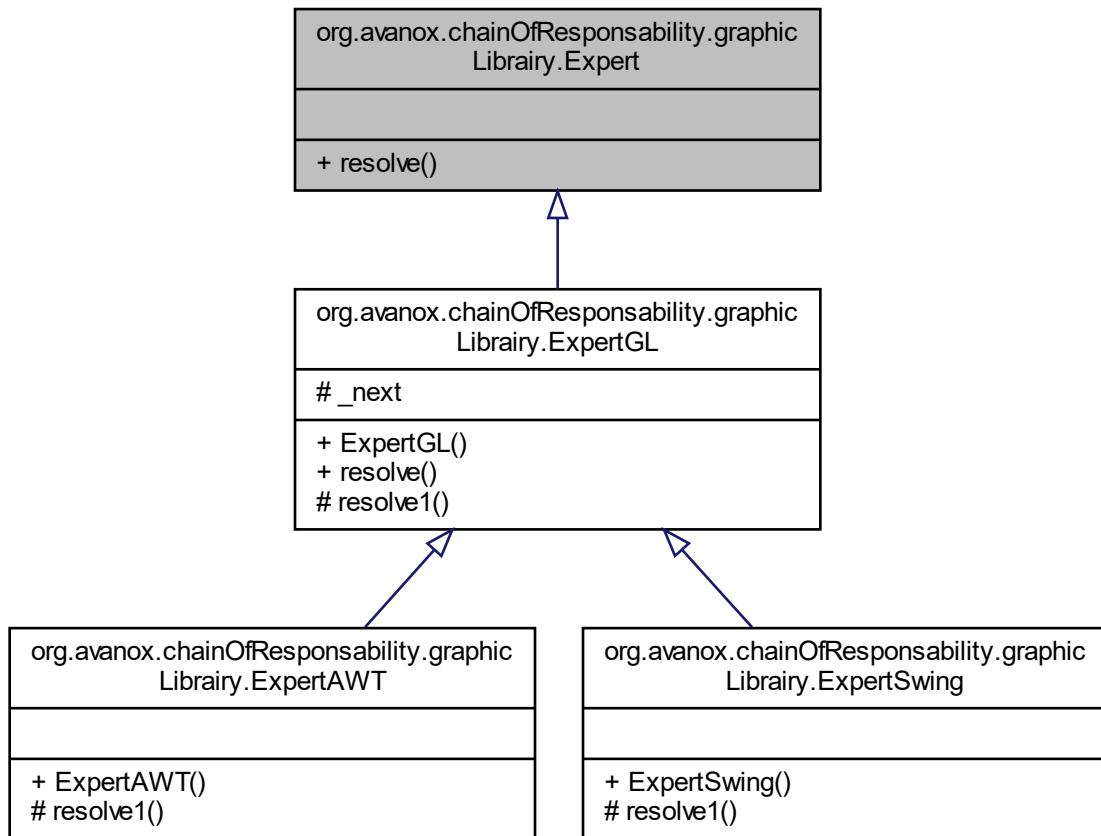 org.avanox.chainOfResponsability.graphic
Librairy.Expert
+ resolve()
org.avanox.chainOfResponsability.graphic
Librairy.ExpertGL
# _next
+ ExpertGL()
+ resolve()
# resolve1()
org.avanox.chainOfResponsability.graphic
Librairy.ExpertAWT
+ ExpertAWT()
# resolve1()
org.avanox.chainOfResponsability.graphic
Librairy.ExpertSwing
+ ExpertSwing()
# resolve1()